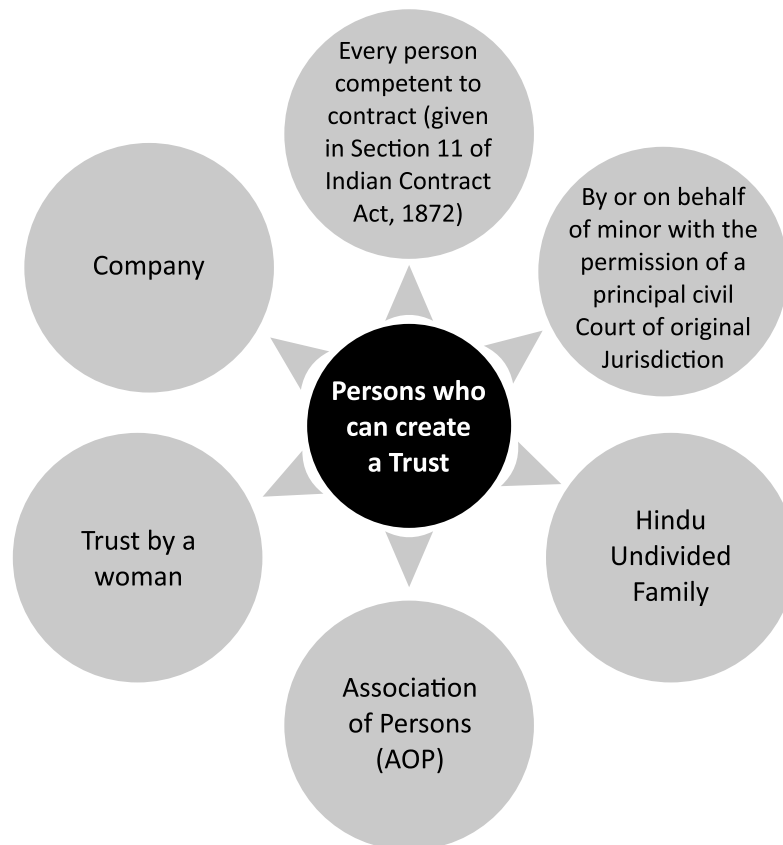 Every person
competent to
contract (given
in Section 11 of
Indian Contract
Act, 1872)
By or on behalf
of minor with the
permission of a
principal civil
Court of original
Jurisdiction
Company
Persons who
can create
a Trust
Trust by a
woman
Hindu
Undivided
Family
Association
of Persons
(AOP)